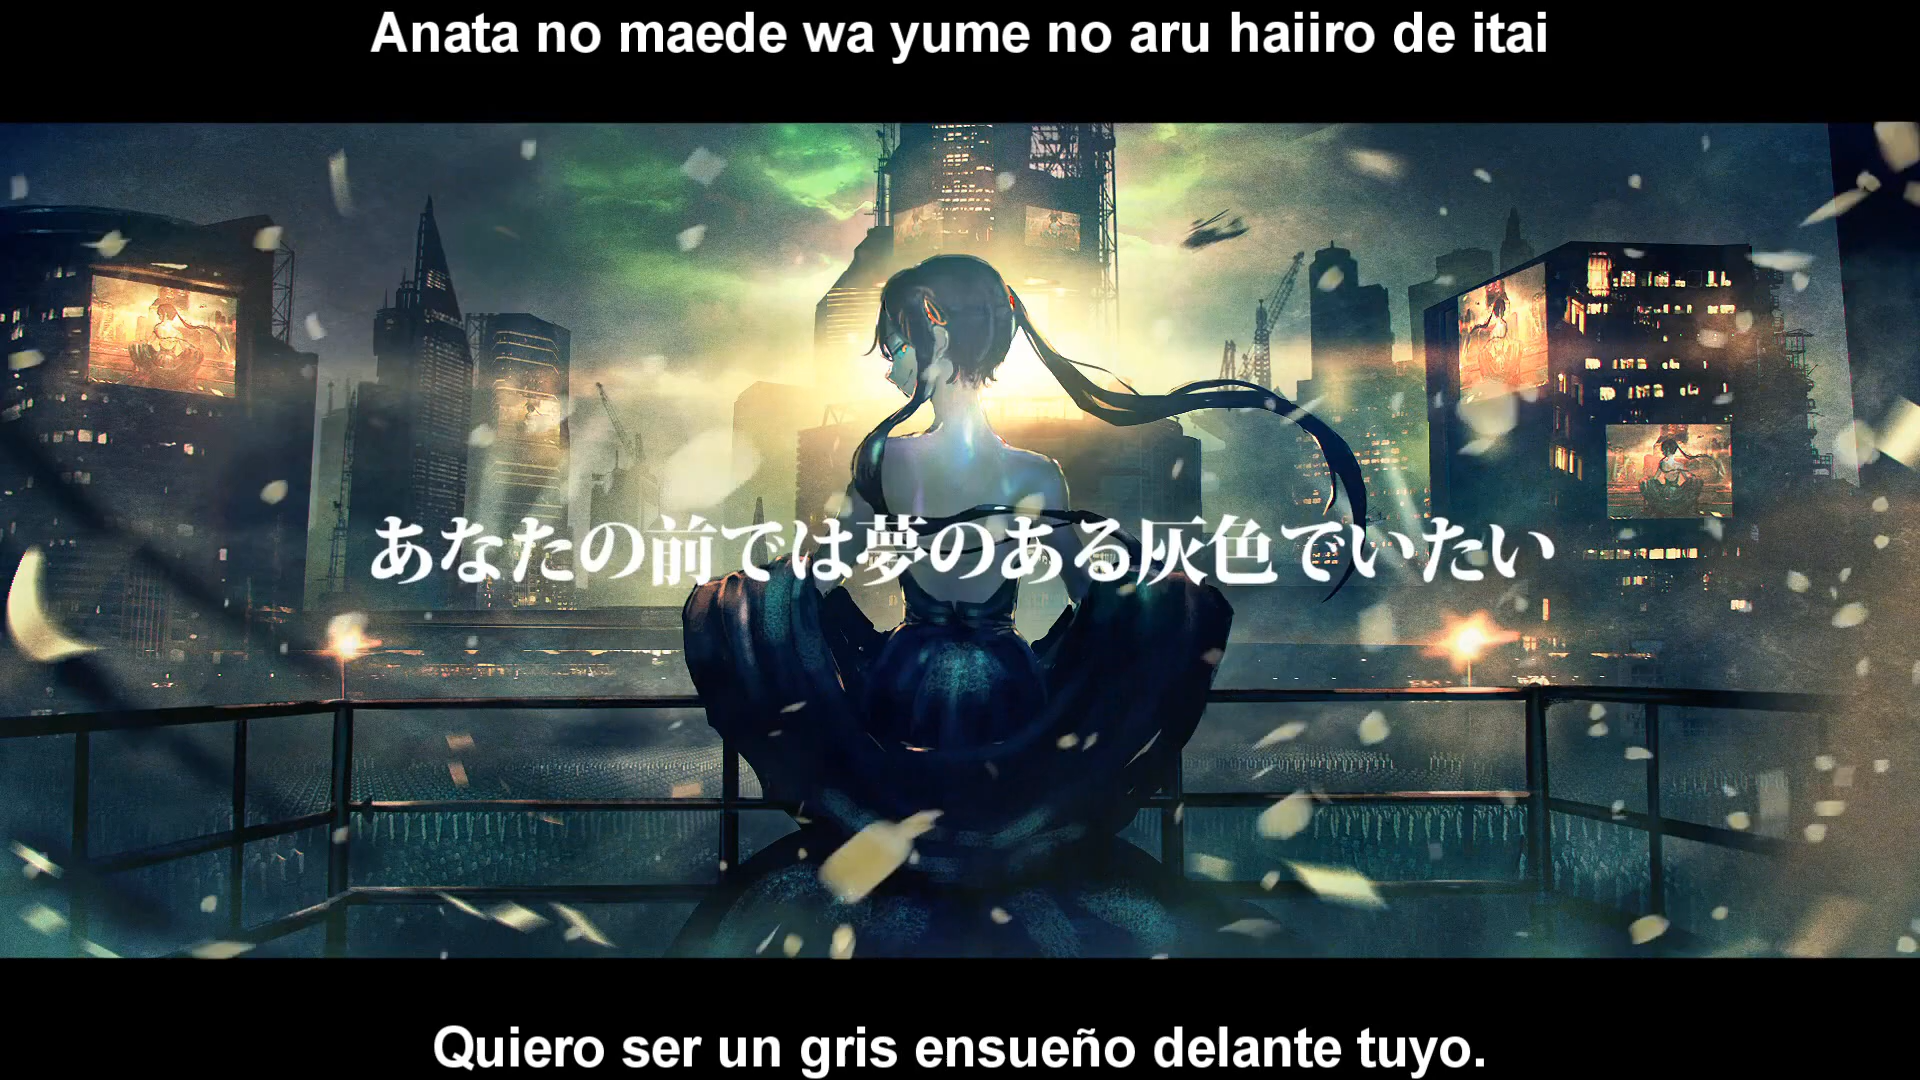 Anata no maede wa yume no aru haiiro de itai
あなたの前では夢のある灰色でいたい
Quiero ser un gris ensueño delante tuyo.